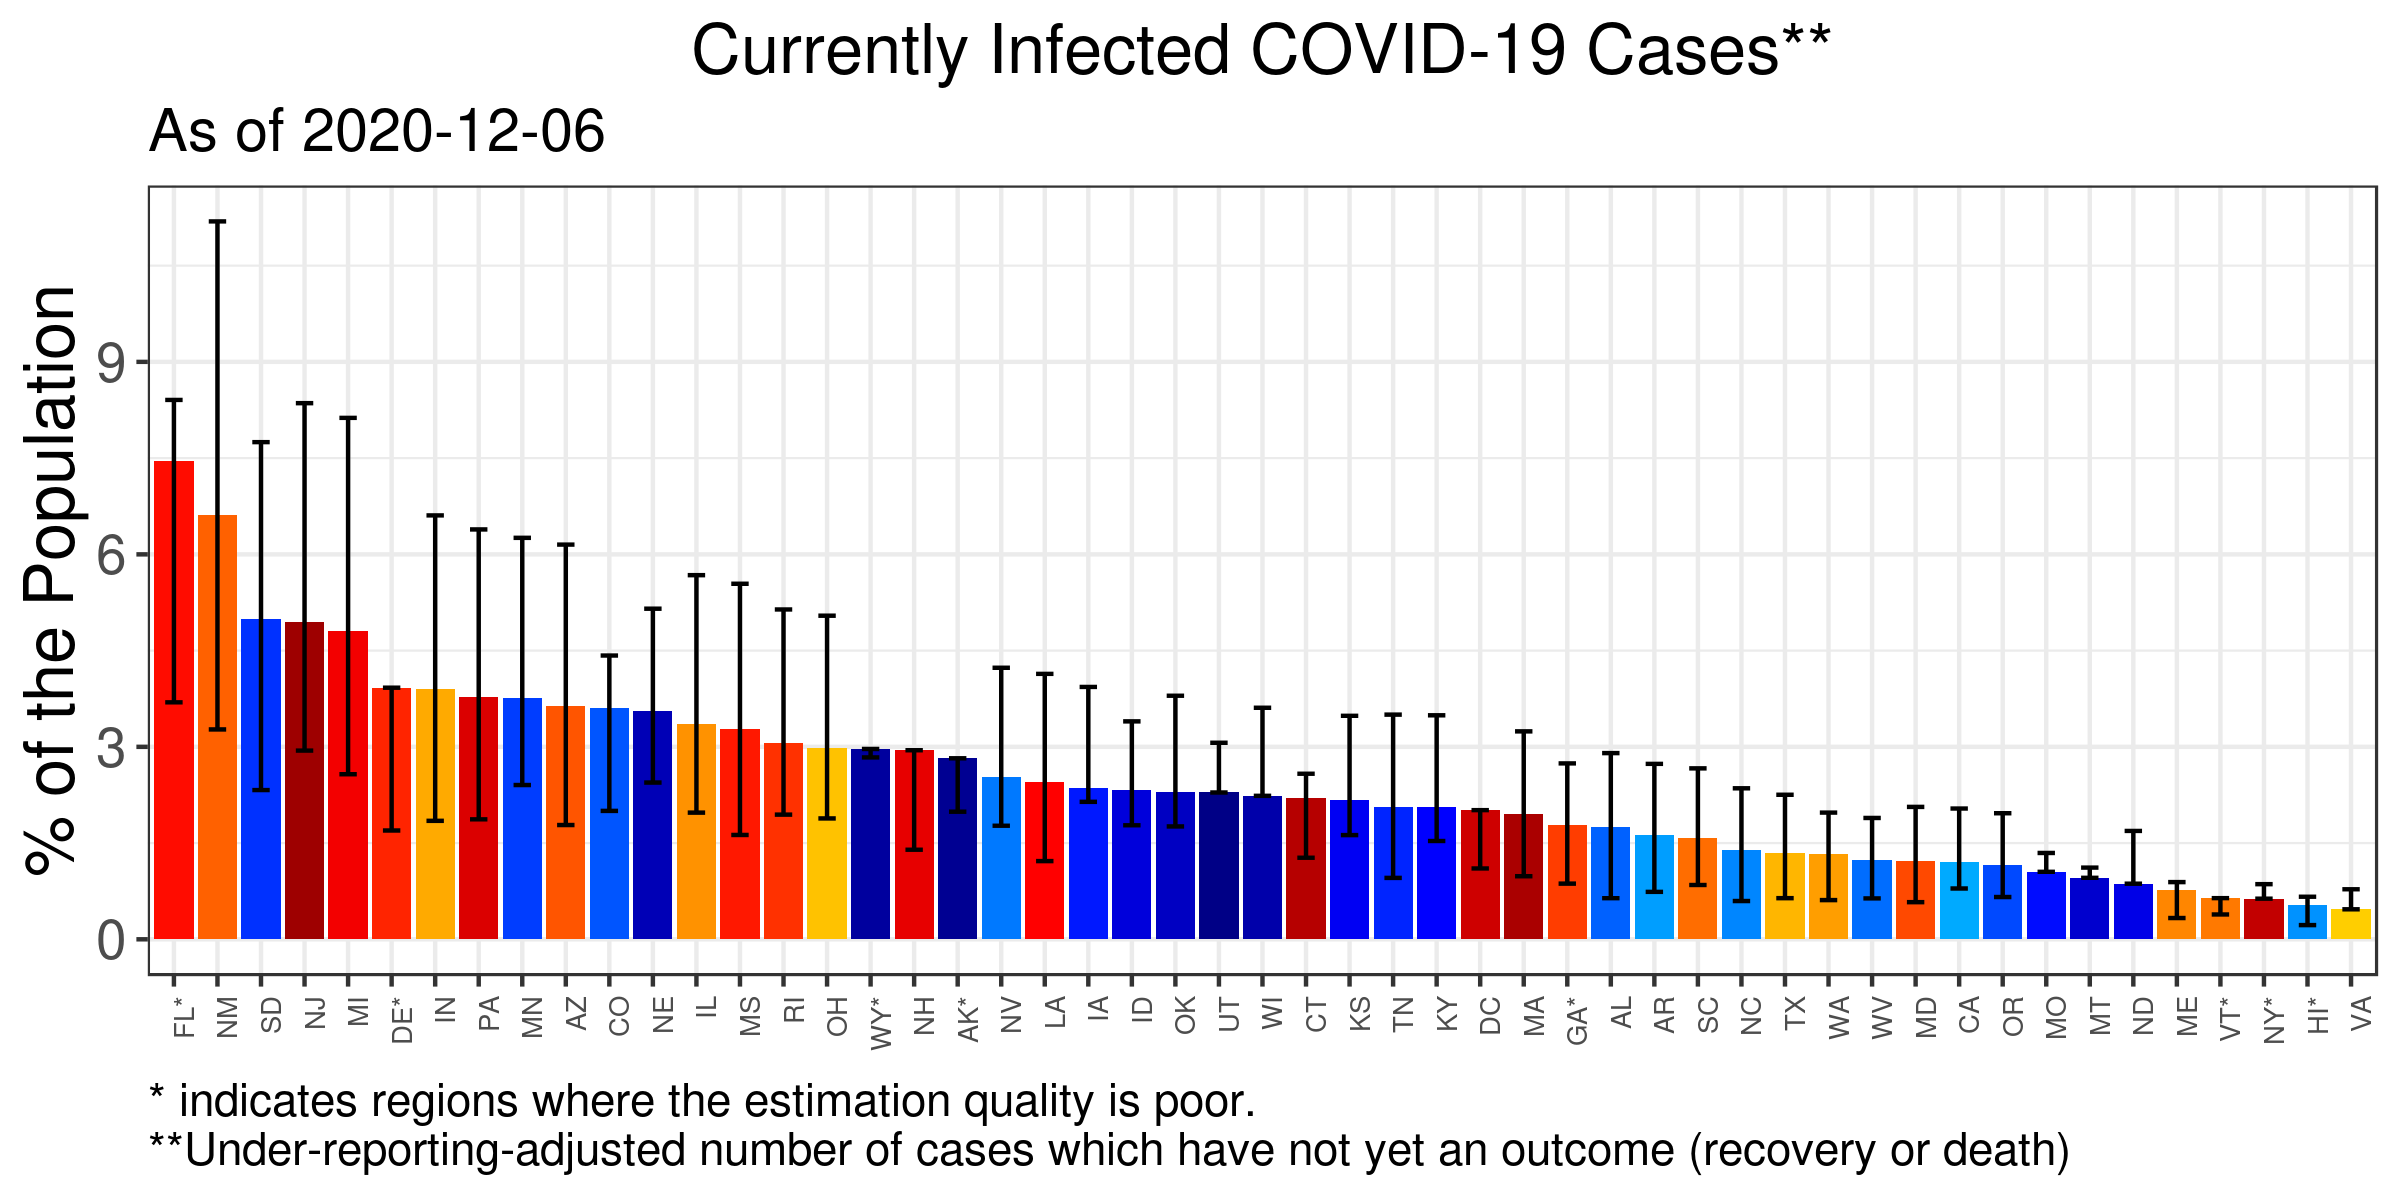 Currently Infected COVID-19 Cases**
As of 2020-12-06
% of the Population
9
6
3
0
FL* NM SD NJ MI DE* IN PA MN AZ CO NE IL MS RI OH WY* NH AK* NV LA IA ID OK UT WI CT KS TN KY DC MA GA* AL AR SC NC TX WA WV MD CA OR MO MT ND ME VT* NY* HI* VA
* indicates regions where the estimation quality is poor.
**Under-reporting-adjusted number of cases which have not yet an outcome (recovery or death)